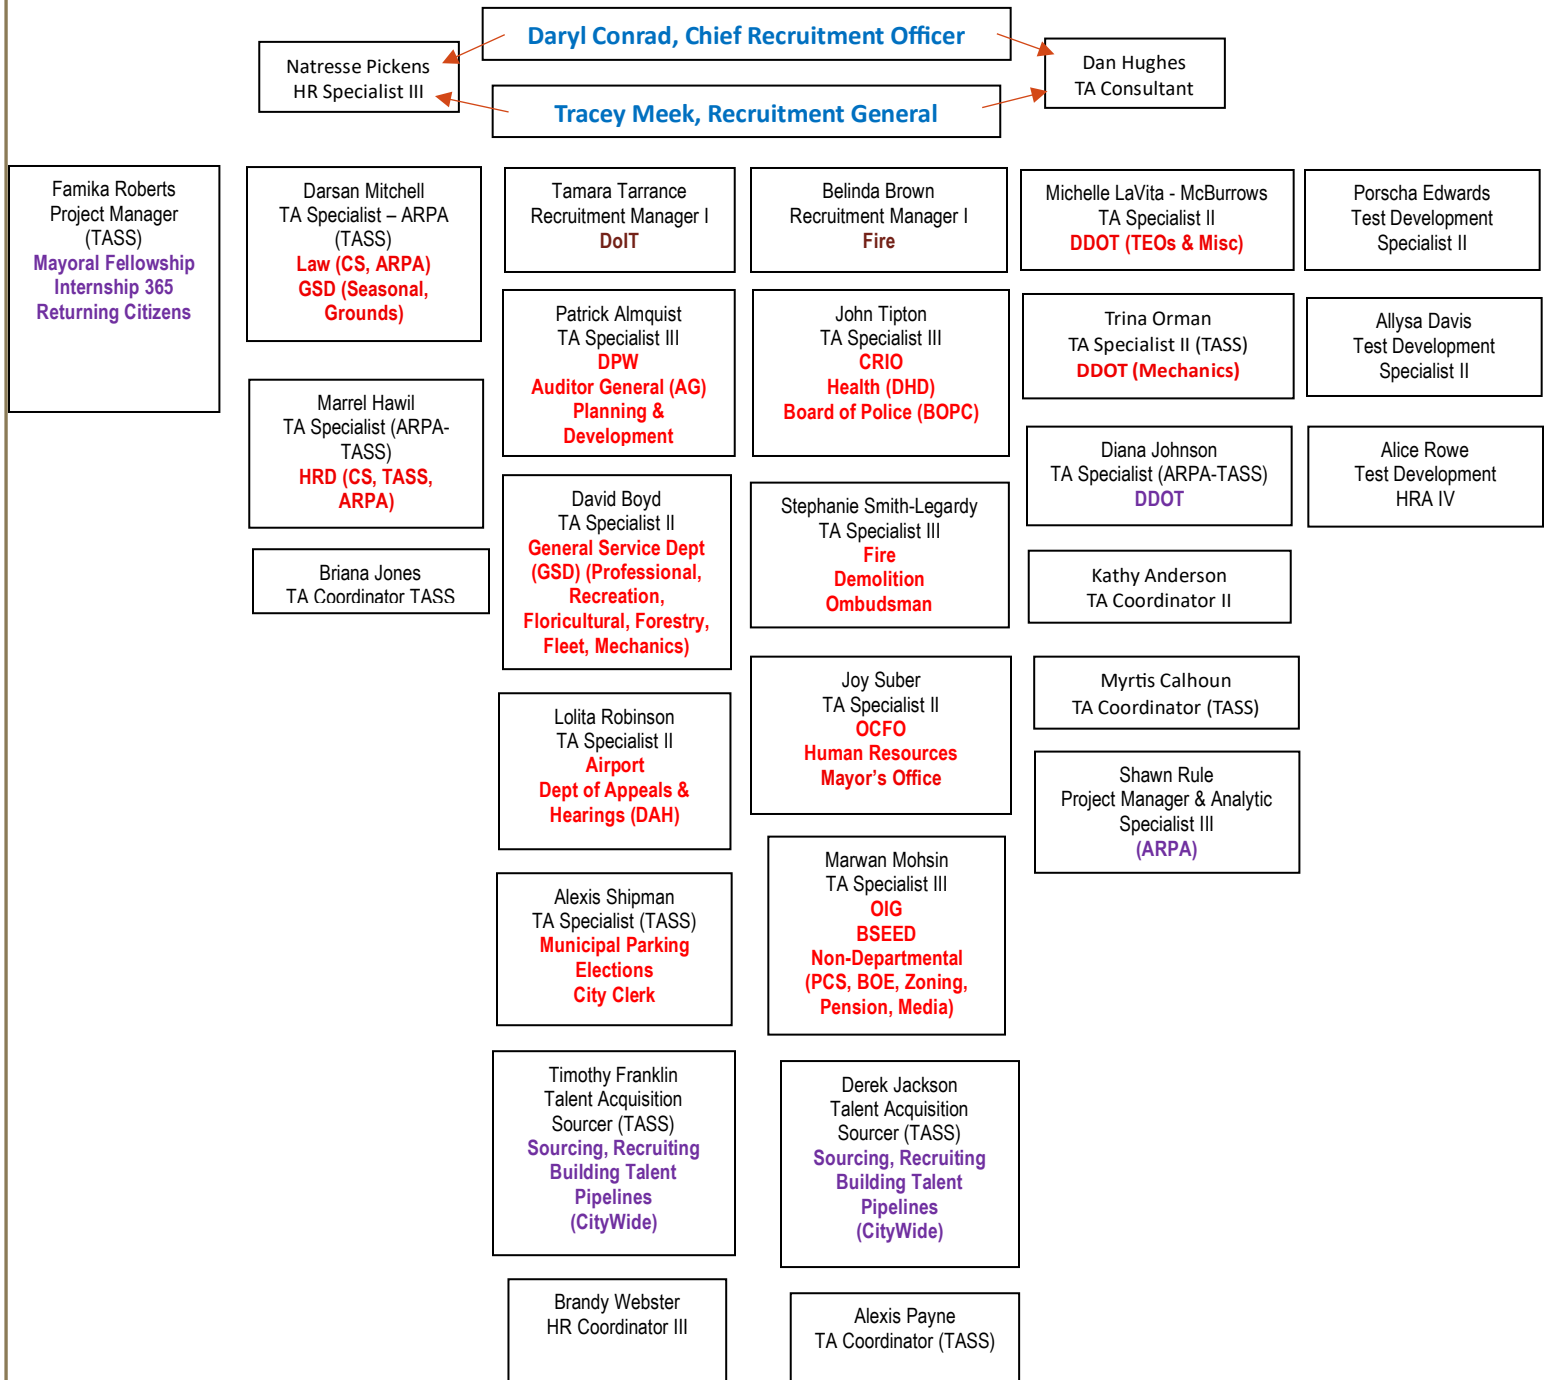 Daryl Conrad, Chief Recruitment Officer
Natresse Pickens
HR Specialist III
Dan Hughes
TA Consultant
Tracey Meek, Recruitment General
Famika Roberts
Project Manager
(TASS)
Mayoral Fellowship
Internship 365
Returning Citizens
Darsan Mitchell
TA Specialist – ARPA
(TASS)
Law (CS, ARPA)
GSD (Seasonal,
Grounds)
Marrel Hawil
TA Specialist (ARPA-
TASS)
HRD (CS, TASS,
ARPA)
Briana Jones
TA Coordinator TASS
Tamara Tarrance
Recruitment Manager I
DoIT
Patrick Almquist
TA Specialist III
DPW
Auditor General (AG)
Planning &
Development
David Boyd
TA Specialist II
General Service Dept
(GSD) (Professional,
Recreation,
Floricultural, Forestry,
Fleet, Mechanics)
Lolita Robinson
TA Specialist II
Airport
Dept of Appeals &
Hearings (DAH)
Alexis Shipman
TA Specialist (TASS)
Municipal Parking
Elections
City Clerk
Timothy Franklin
Talent Acquisition
Sourcer (TASS)
Sourcing, Recruiting
Building Talent
Pipelines
(CityWide)
Brandy Webster
HR Coordinator III
Belinda Brown
Recruitment Manager I
Fire
John Tipton
TA Specialist III
CRIO
Health (DHD)
Board of Police (BOPC)
Stephanie Smith-Legardy
TA Specialist III
Fire
Demolition
Ombudsman
Joy Suber
TA Specialist II
OCFO
Human Resources
Mayor’s Office
Marwan Mohsin
TA Specialist III
OIG
BSEED
Non-Departmental
(PCS, BOE, Zoning,
Pension, Media)
Derek Jackson
Talent Acquisition
Sourcer (TASS)
Sourcing, Recruiting
Building Talent
Pipelines
(CityWide)
Alexis Payne
TA Coordinator (TASS)
Michelle LaVita - McBurrows
TA Specialist II
DDOT (TEOs & Misc)
Trina Orman
TA Specialist II (TASS)
DDOT (Mechanics)
Diana Johnson
TA Specialist (ARPA-TASS)
DDOT
Kathy Anderson
TA Coordinator II
Myrtis Calhoun
TA Coordinator (TASS)
Shawn Rule
Project Manager & Analytic
Specialist III
(ARPA)
Porscha Edwards
Test Development
Specialist II
Allysa Davis
Test Development
Specialist II
Alice Rowe
Test Development
HRA IV